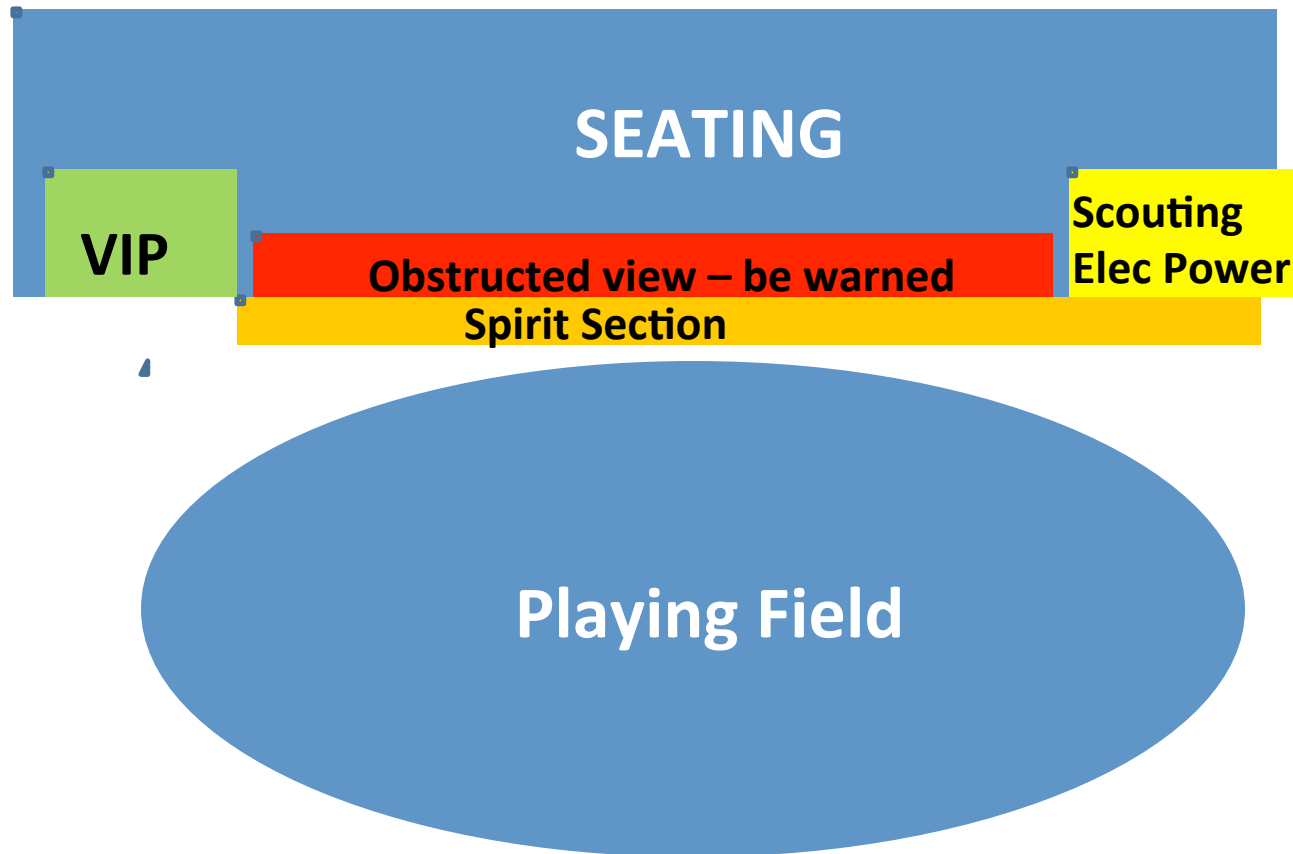 SEATING
VIP
Scouting
Elec Power
Obstructed view – be warned
Spirit Section
Playing Field